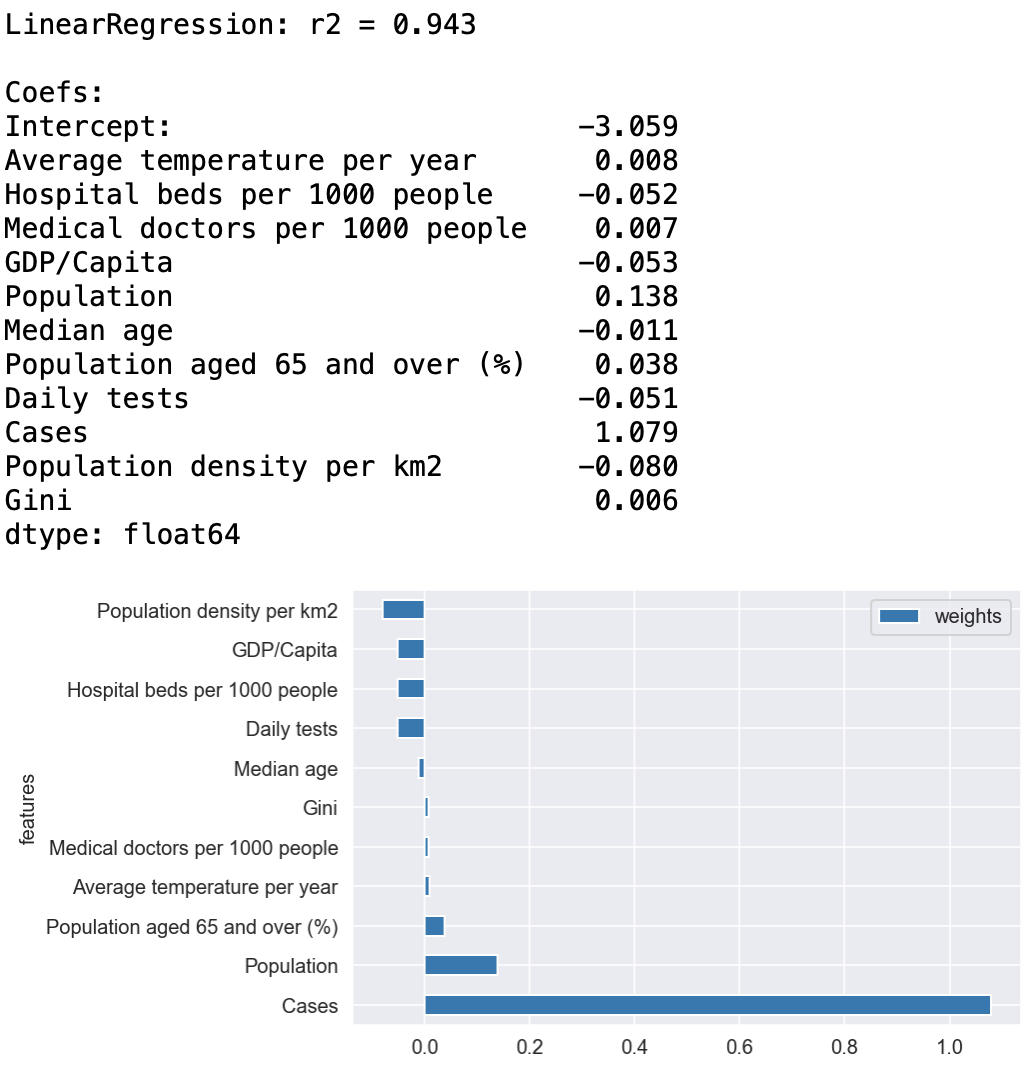 LinearRegression: r2 = 0.943
Coefs:
Intercept: -3.059
Average temperature per year 0.008
Hospital beds per 1000 people -0.052
Medical doctors per 1000 people 0.007
GDP/Capita -0.053
Population 0.138
Median age -0.011
Population aged 65 and over (%) 0.038
Daily tests -0.051
Cases 1.079
Population density per km2 -0.080
Gini 0.006
dtype: float64
weights
features
Population density per km2
GDP/Capita
Hospital beds per 1000 people
Daily tests
Median age
Gini
Medical doctors per 1000 people
Average temperature per year
Population aged 65 and over (%)
Population
Cases
0.0 0.2 0.4 0.6 0.8 1.0